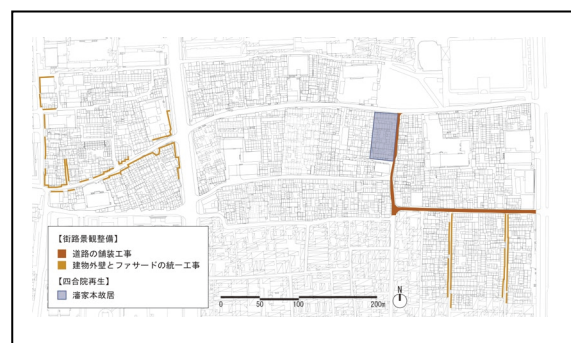 【街路景観整備】
道路の舗装工事
建物外壁とファサードの統一工事
【四合院再生】
潘家本故居
0 50 100 200m
N